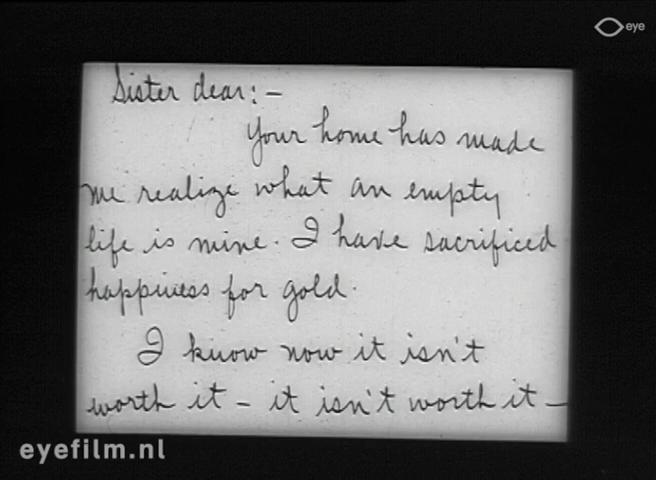 eye
Sister dear:–
Your home has made
me realize what an empty
life is mine. I have sacrificed
happiness for gold.
I know now it isn't
worth it – it isn't worth it –
eyefilm.nl